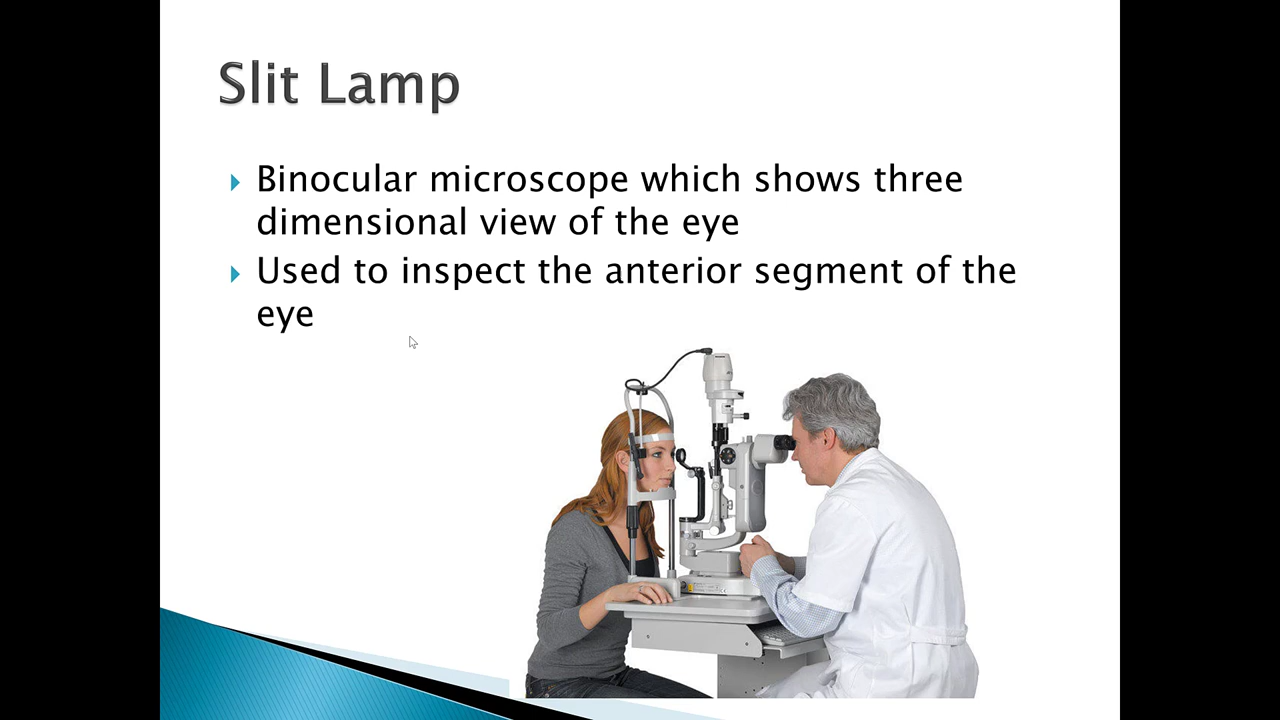 Slit Lamp
Binocular microscope which shows three
dimensional view of the eye
Used to inspect the anterior segment of the
eye